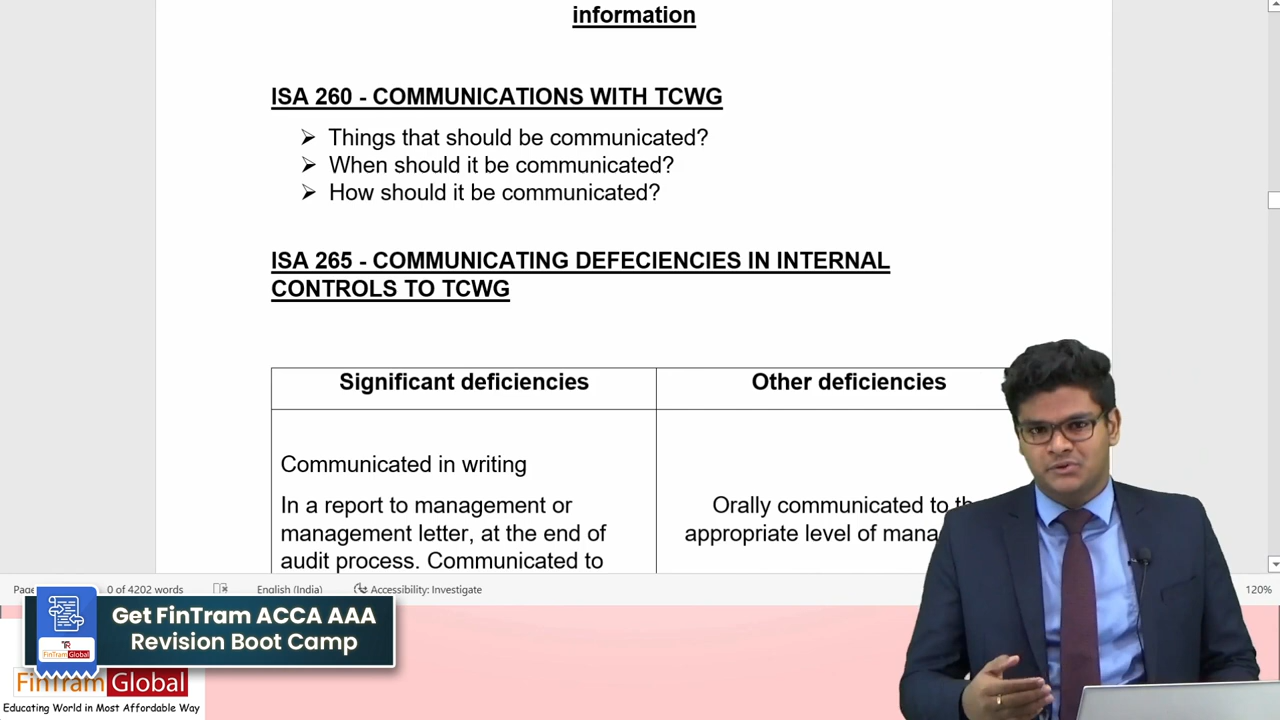 information
ISA 260 - COMMUNICATIONS WITH TCWG
Things that should be communicated?
When should it be communicated?
How should it be communicated?
ISA 265 - COMMUNICATING DEFECIENCIES IN INTERNAL
CONTROLS TO TCWG
Significant deficiencies
Other deficiencies
Communicated in writing
In a report to management or
management letter, at the end of
audit process. Communicated to
Orally communicated to
appropriate level of
0 of 4202 words
English (India)
Accessibility: Investigate
120%
Get FinTram ACCA AAA
Revision Boot Camp
FinTram Global
FinTram Global
Educating World in Most Affordable Way